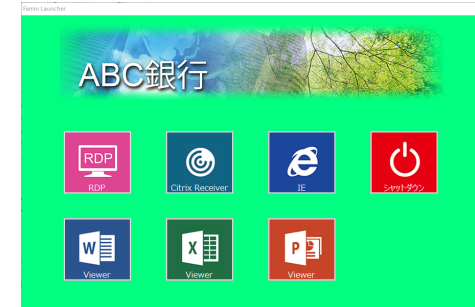 Famm Launcher
ABC銀行
RDP
RDP
Citrix Receiver
IE
シャットダウン
W
Viewer
X
Viewer
P
Viewer